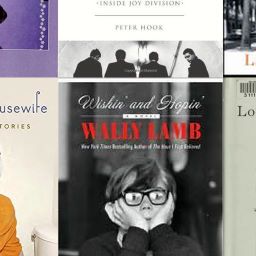 · INSIDE JOY DIVISION ·
PETER HOOK
L
usewife
TORIES
Wishin' and Hopin'
A NOVEL
WALLY LAMB
New York Times Bestselling Author of The Hour I First Believed
Lo